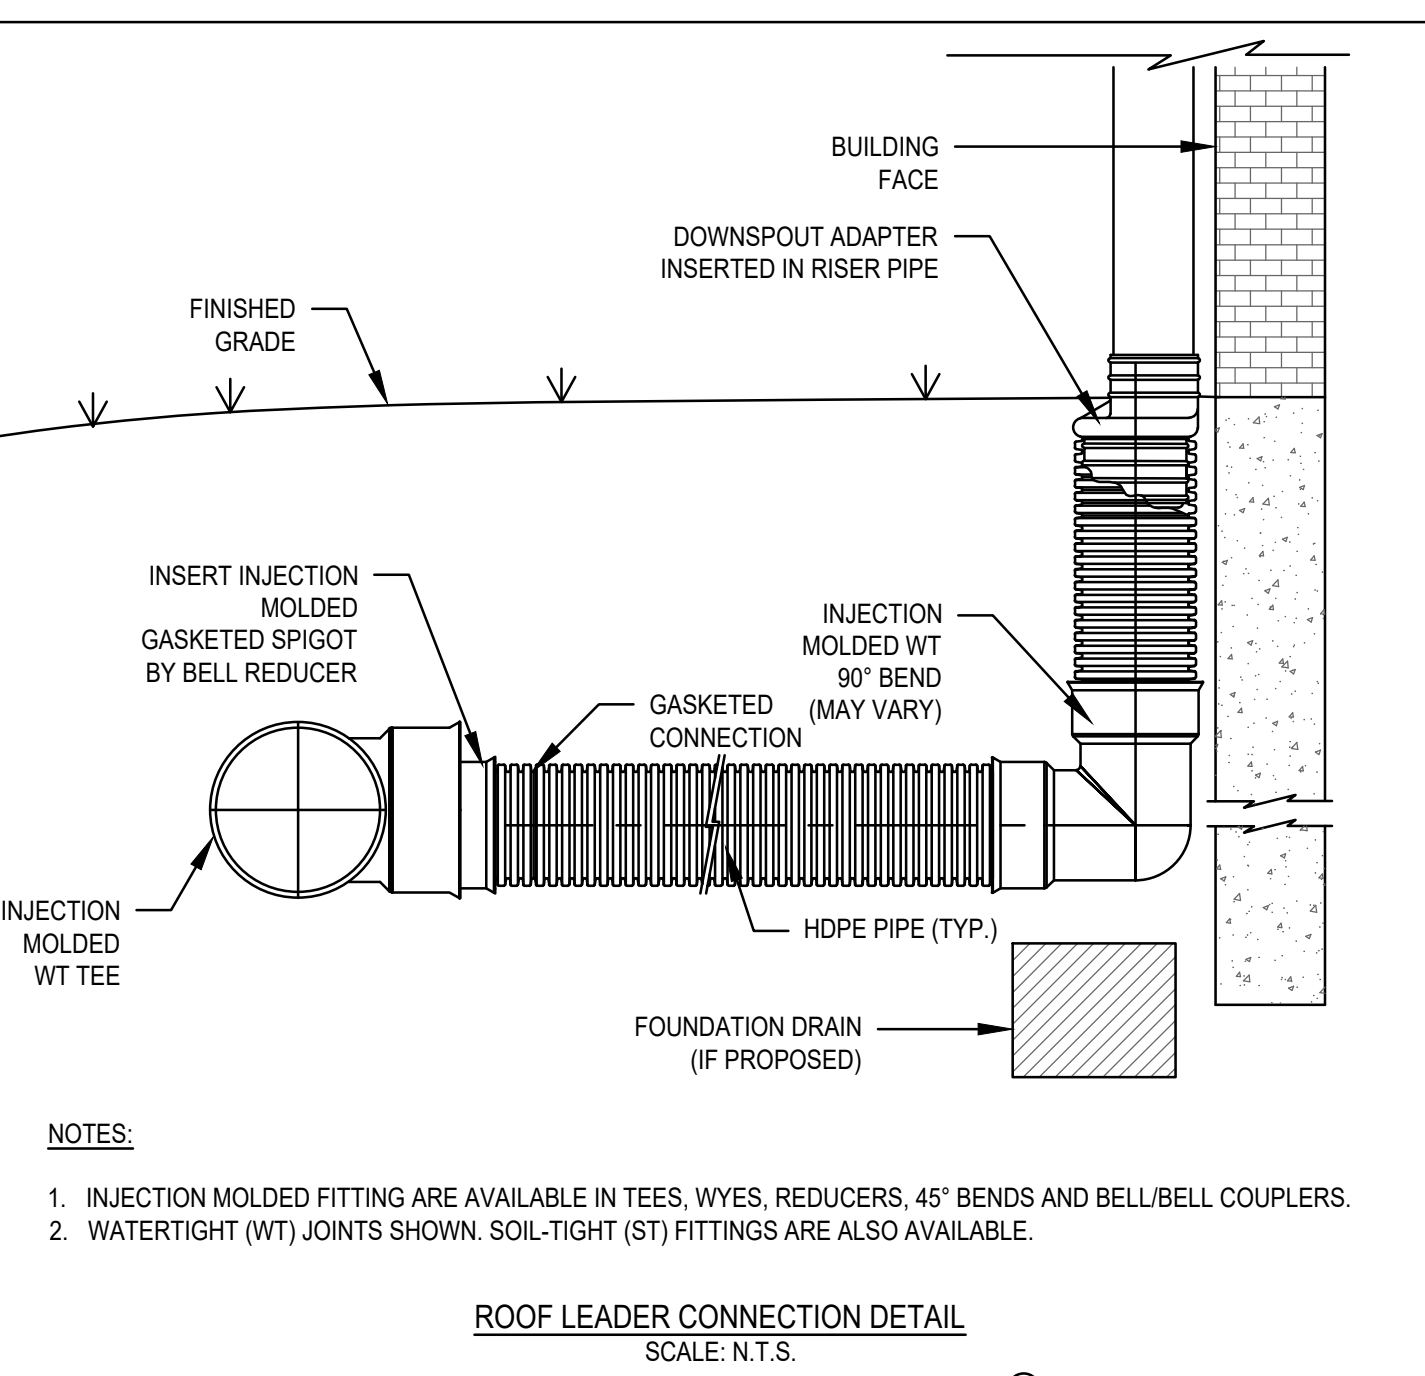 BUILDING
FACE
DOWNSPOUT ADAPTER
INSERTED IN RISER PIPE
FINISHED
GRADE
INSERT INJECTION
MOLDED
GASKETED SPIGOT
BY BELL REDUCER
INJECTION
MOLDED WT
90° BEND
(MAY VARY)
GASKETED
CONNECTION
INJECTION
MOLDED
WT TEE
HDPE PIPE (TYP.)
FOUNDATION DRAIN
(IF PROPOSED)
NOTES:
1. INJECTION MOLDED FITTING ARE AVAILABLE IN TEES, WYES, REDUCERS, 45° BENDS AND BELL/BELL COUPLERS.
2. WATERTIGHT (WT) JOINTS SHOWN. SOIL-TIGHT (ST) FITTINGS ARE ALSO AVAILABLE.
ROOF LEADER CONNECTION DETAIL
SCALE: N.T.S.